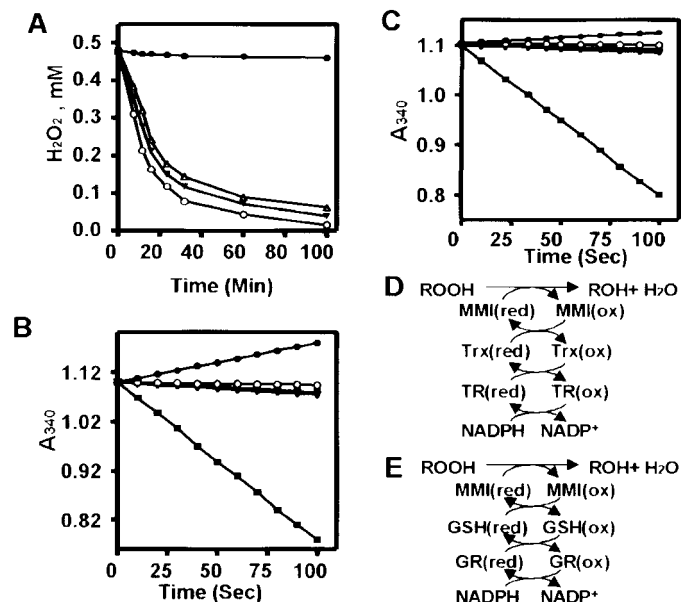 A
H₂O₂ , mM
0.5
0.4
0.3
0.2
0.1
0.0
0 20 40 60 80 100
Time (Min)
B
A₃₄₀
1.12
1.02
0.92
0.82
0 25 50 75 100
Time (Sec)
C
A₃₄₀
1.1
1.0
0.9
0.8
0 25 50 75 100
Time (Sec)
D
ROOH ROH+ H₂O
MMI(red) MMI(ox)
Trx(red) Trx(ox)
TR(red) TR(ox)
NADPH NADP⁺
E
ROOH ROH+ H₂O
MMI(red) MMI(ox)
GSH(red) GSH(ox)
GR(red) GR(ox)
NADPH NADP⁺